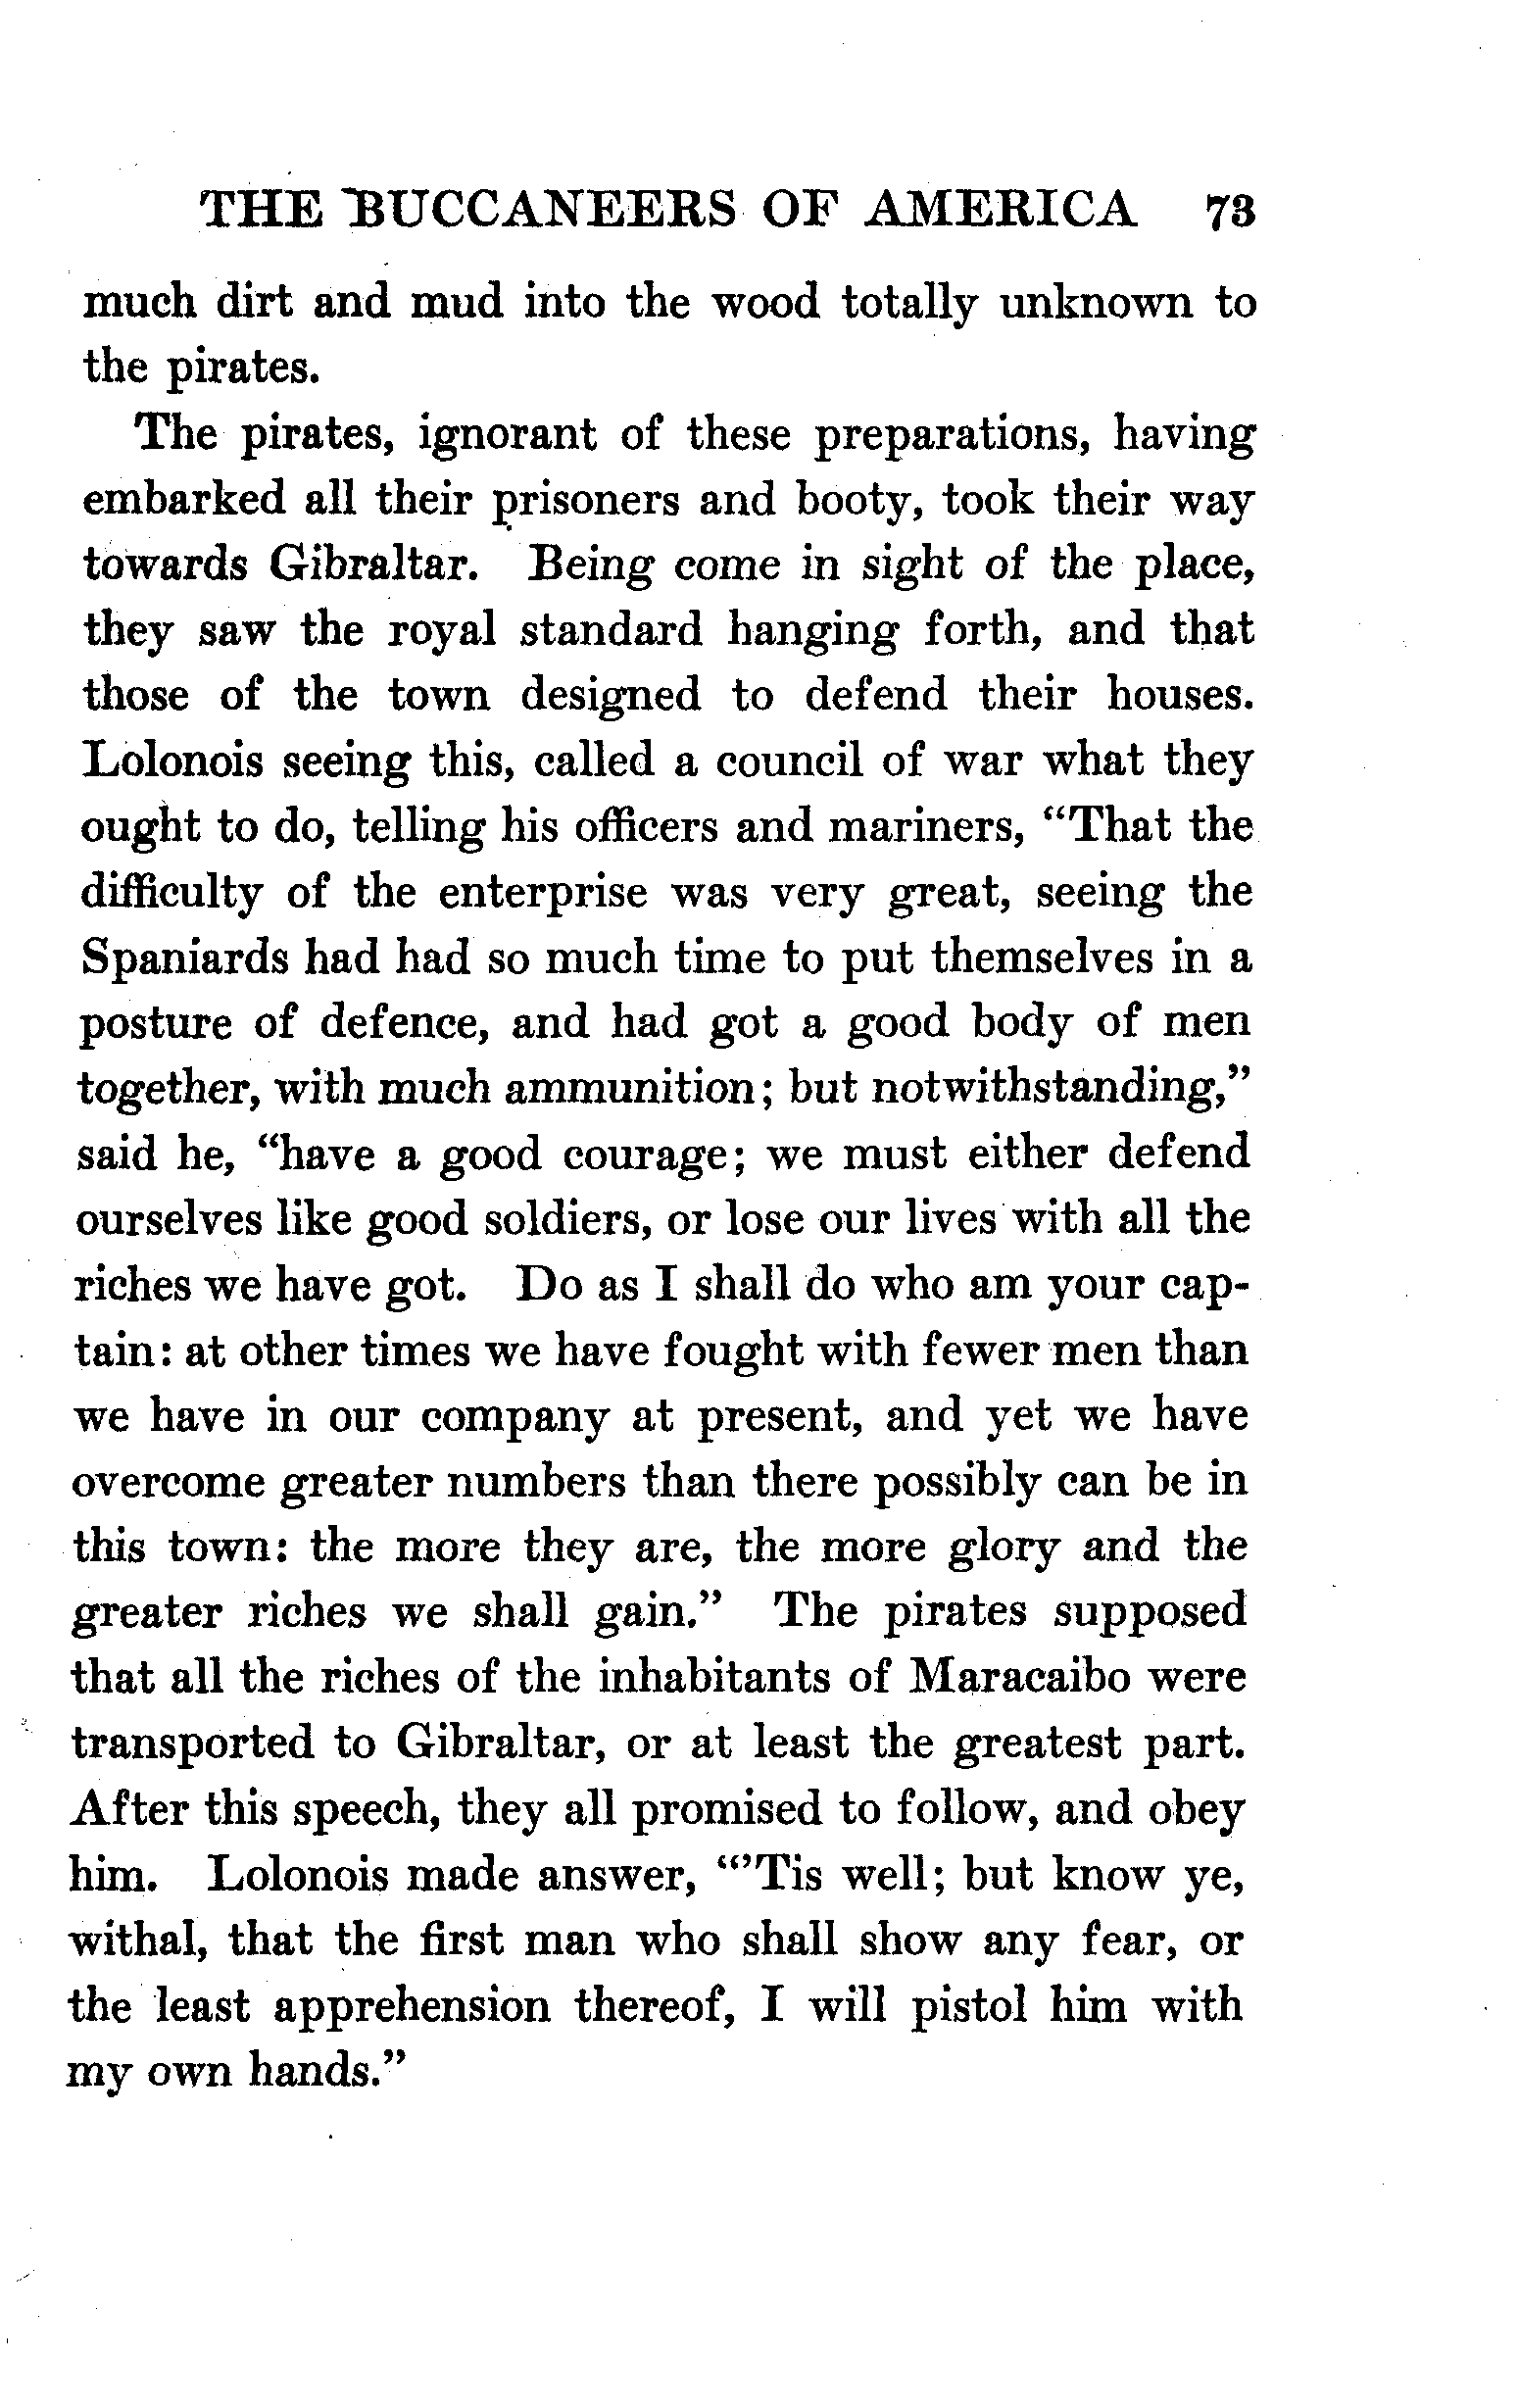 THE BUCCANEERS OF AMERICA 73
much dirt and mud into the wood totally unknown to
the pirates.
The pirates, ignorant of these preparations, having
embarked all their prisoners and booty, took their way
towards Gibraltar. Being come in sight of the place,
they saw the royal standard hanging forth, and that
those of the town designed to defend their houses.
Lolonois seeing this, called a council of war what they
ought to do, telling his officers and mariners, “That the
difficulty of the enterprise was very great, seeing the
Spaniards had had so much time to put themselves in a
posture of defence, and had got a good body of men
together, with much ammunition; but notwithstanding,”
said he, “have a good courage; we must either defend
ourselves like good soldiers, or lose our lives with all the
riches we have got. Do as I shall do who am your cap-
tain: at other times we have fought with fewer men than
we have in our company at present, and yet we have
overcome greater numbers than there possibly can be in
this town: the more they are, the more glory and the
greater riches we shall gain.” The pirates supposed
that all the riches of the inhabitants of Maracaibo were
transported to Gibraltar, or at least the greatest part.
After this speech, they all promised to follow, and obey
him. Lolonois made answer, “’Tis well; but know ye,
withal, that the first man who shall show any fear, or
the least apprehension thereof, I will pistol him with
my own hands.”